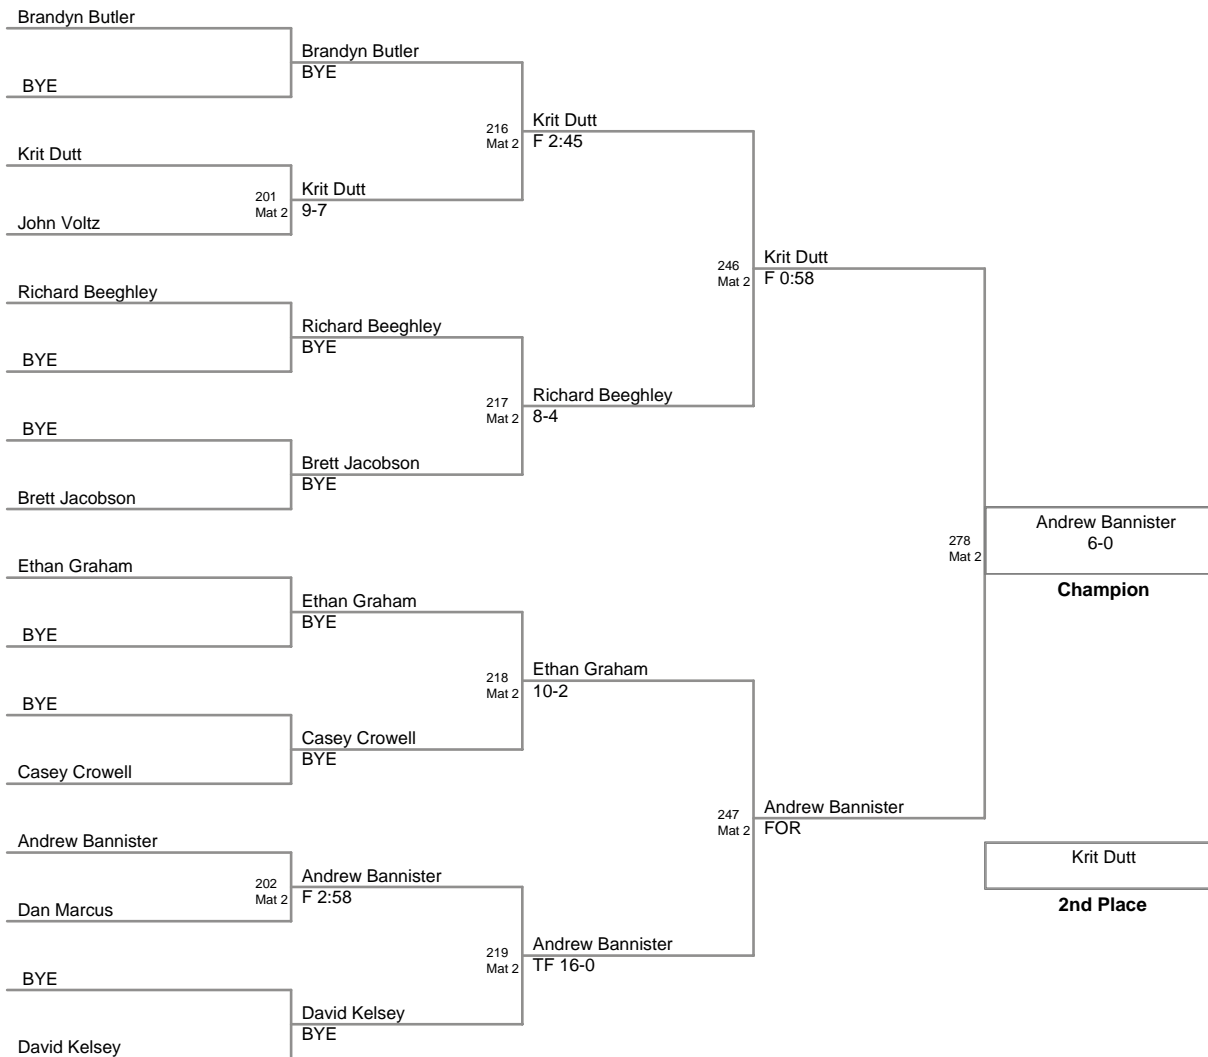 Brandyn Butler
BYE
Krit Dutt
John Voltz
Richard Beeghley
BYE
BYE
Brett Jacobson
Ethan Graham
BYE
BYE
Casey Crowell
Andrew Bannister
Dan Marcus
BYE
David Kelsey
Brandyn Butler
BYE
201
Mat 2
Krit Dutt
9-7
Richard Beeghley
BYE
Brett Jacobson
BYE
Ethan Graham
BYE
Casey Crowell
BYE
202
Mat 2
Andrew Bannister
F 2:58
David Kelsey
BYE
216
Mat 2
Krit Dutt
F 2:45
217
Mat 2
Richard Beeghley
8-4
218
Mat 2
Ethan Graham
10-2
219
Mat 2
Andrew Bannister
TF 16-0
246
Mat 2
Krit Dutt
F 0:58
247
Mat 2
Andrew Bannister
FOR
278
Mat 2
Andrew Bannister
6-0
Champion
Krit Dutt
2nd Place